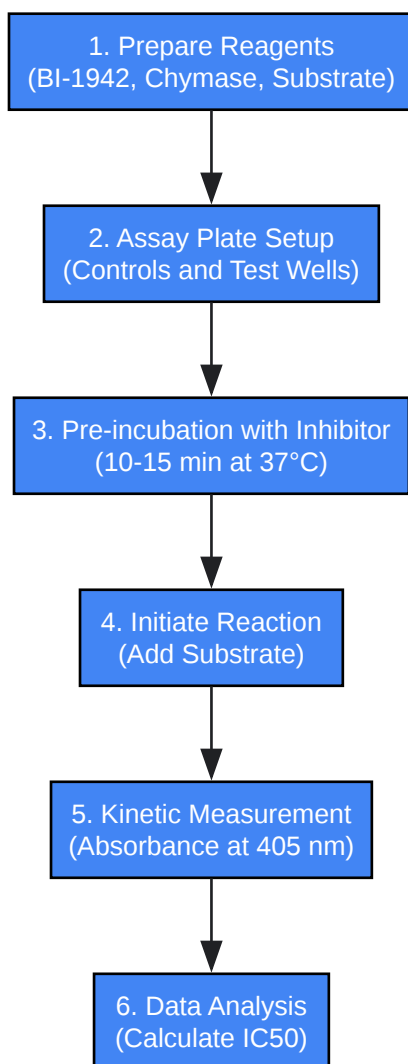 1. Prepare Reagents
(BI-1942, Chymase, Substrate)
2. Assay Plate Setup
(Controls and Test Wells)
3. Pre-incubation with Inhibitor
(10-15 min at 37°C)
4. Initiate Reaction
(Add Substrate)
5. Kinetic Measurement
(Absorbance at 405 nm)
6. Data Analysis
(Calculate IC50)